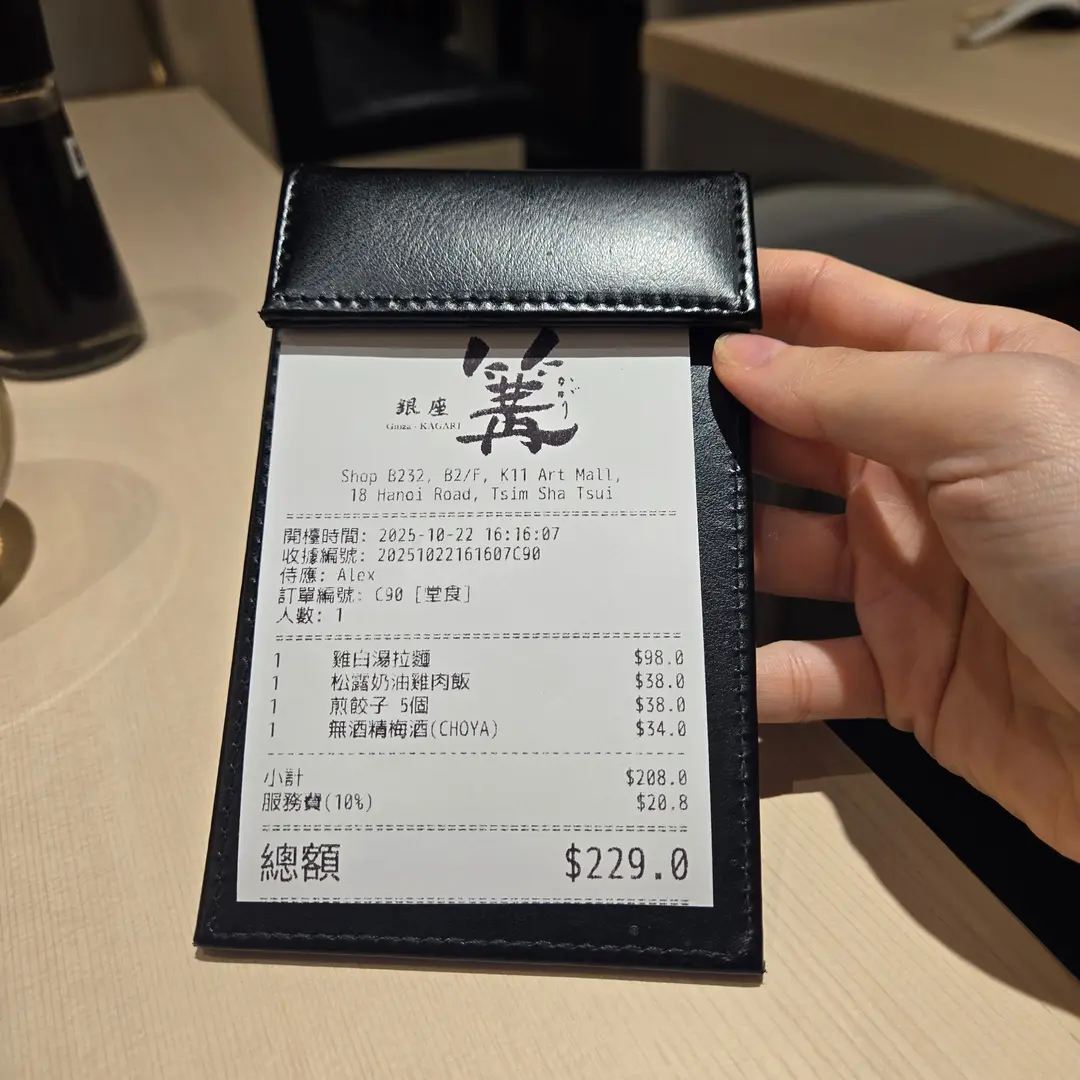 篝
かがり
銀座
Ginza · KAGARI
Shop B232, B2/F, K11 Art Mall,
18 Hanoi Road, Tsim Sha Tsui
開檯時間: 2025-10-22 16:16:07
收據編號: 20251022161607C90
侍應: Alex
訂單編號: C90 [堂食]
人數: 1
1 雞白湯拉麵 $98.0
1 松露奶油雞肉飯 $38.0
1 煎餃子 5個 $38.0
1 無酒精梅酒(CHOYA) $34.0
小計 $208.0
服務費(10%) $20.8
總額 $229.0